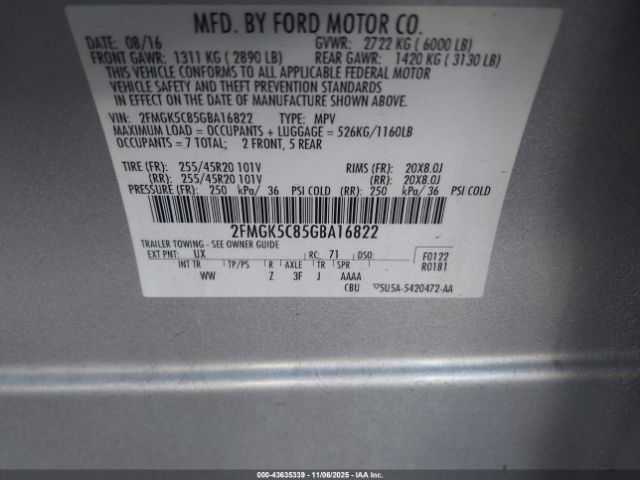 MFD. BY FORD MOTOR CO.
DATE: 08/16 GVWR: 2722 KG ( 6000 LB)
FRONT GAWR: 1311 KG ( 2890 LB) REAR GAWR: 1420 KG ( 3130 LB)
THIS VEHICLE CONFORMS TO ALL APPLICABLE FEDERAL MOTOR
VEHICLE SAFETY AND THEFT PREVENTION STANDARDS
IN EFFECT ON THE DATE OF MANUFACTURE SHOWN ABOVE.
VIN: 2FMGK5C85GBA16822 TYPE: MPV
MAXIMUM LOAD = OCCUPANTS + LUGGAGE = 526KG/1160LB
OCCUPANTS = 7 TOTAL; 2 FRONT, 5 REAR
TIRE (FR): 255/45R20 101V RIMS (FR): 20X8.0J
(RR): 255/45R20 101V (RR): 20X8.0J
PRESSURE (FR): 250 kPa/ 36 PSI COLD (RR): 250 kPa/ 36 PSI COLD
2FMGK5C85GBA16822
TRAILER TOWING - SEE OWNER GUIDE
EXT PNT: UX RC: 71 DSO: F0122
R0181
INT TR TP/PS R AXLE TR SPR
WW Z 3F J AAAA
CBU ▽5U5A-5420472-AA
000-43635339 - 11/06/2025 - IAAI.com